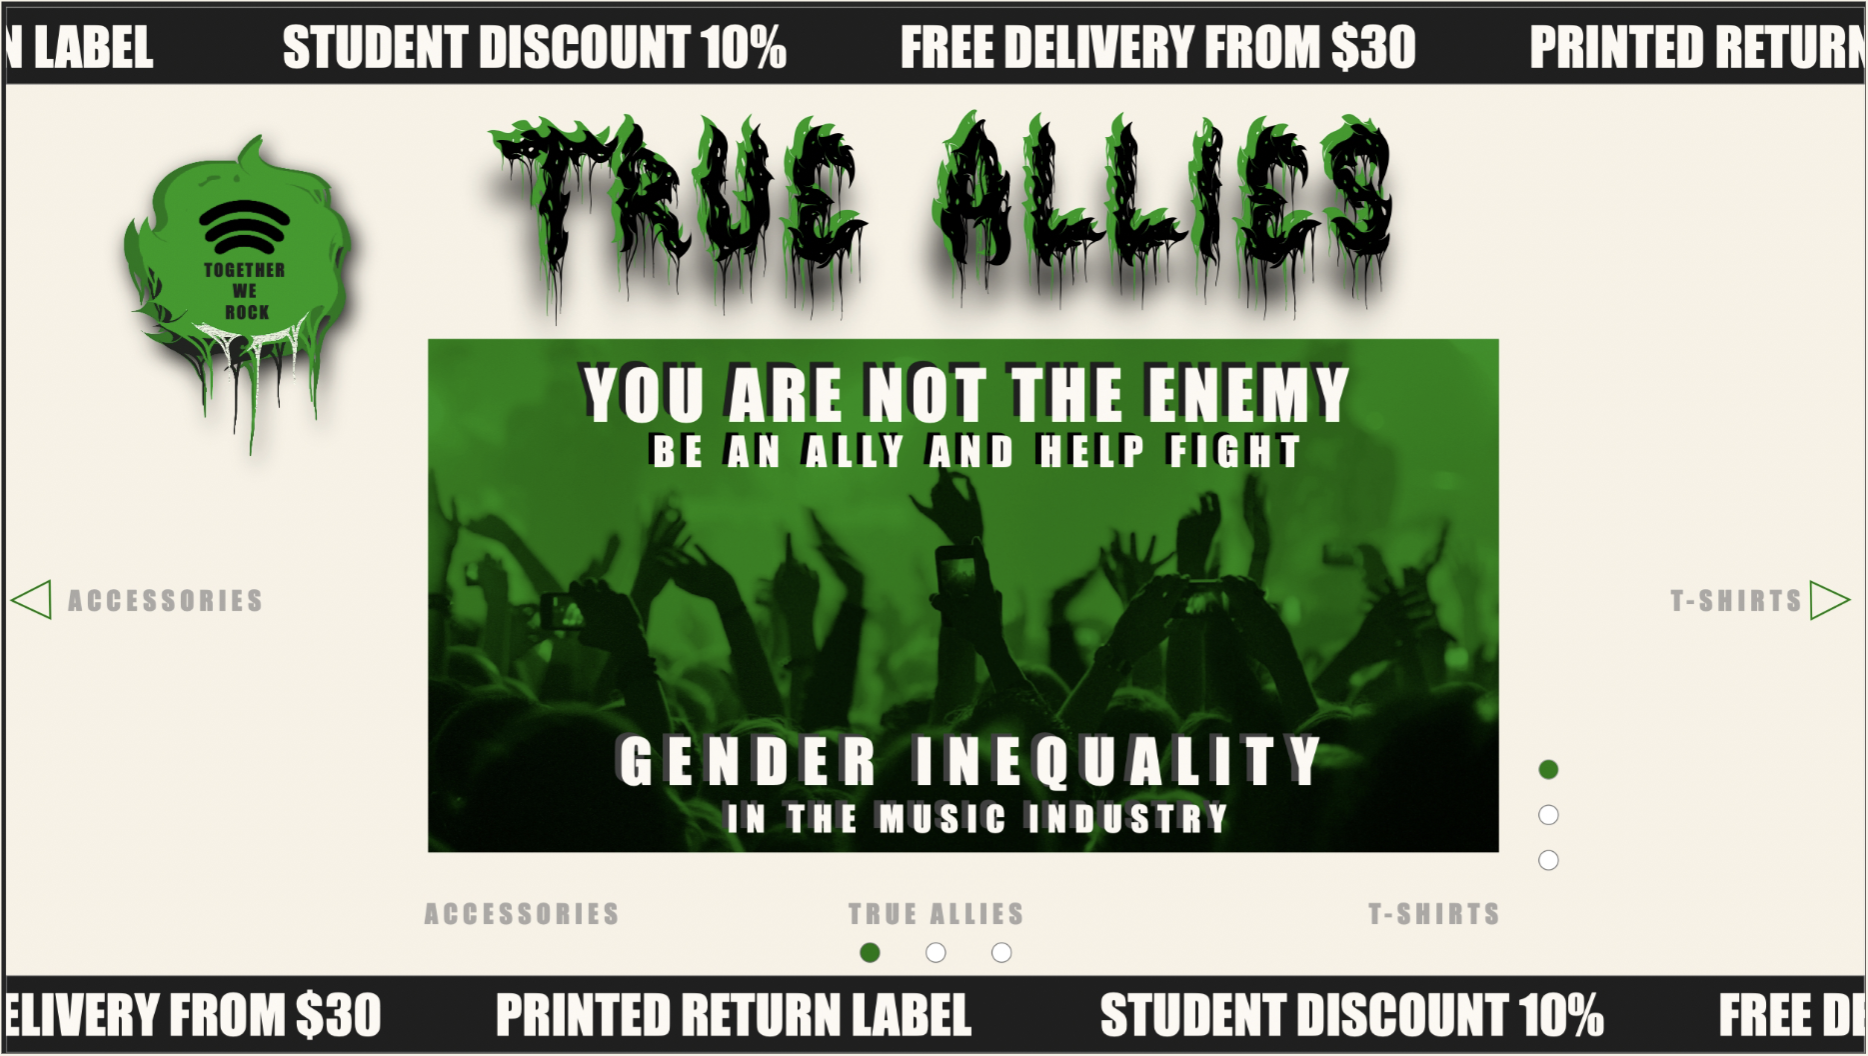 N LABEL STUDENT DISCOUNT 10% FREE DELIVERY FROM $30 PRINTED RETURN
TRUE ALLIES
TOGETHER
WE
ROCK
YOU ARE NOT THE ENEMY
BE AN ALLY AND HELP FIGHT
ACCESSORIES
T-SHIRTS
GENDER INEQUALITY
IN THE MUSIC INDUSTRY
ACCESSORIES TRUE ALLIES T-SHIRTS
ELIVERY FROM $30 PRINTED RETURN LABEL STUDENT DISCOUNT 10% FREE DE